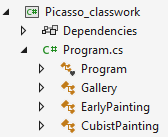 C# Picasso_classwork
Dependencies
C# Program.cs
Program
Gallery
EarlyPainting
CubistPainting